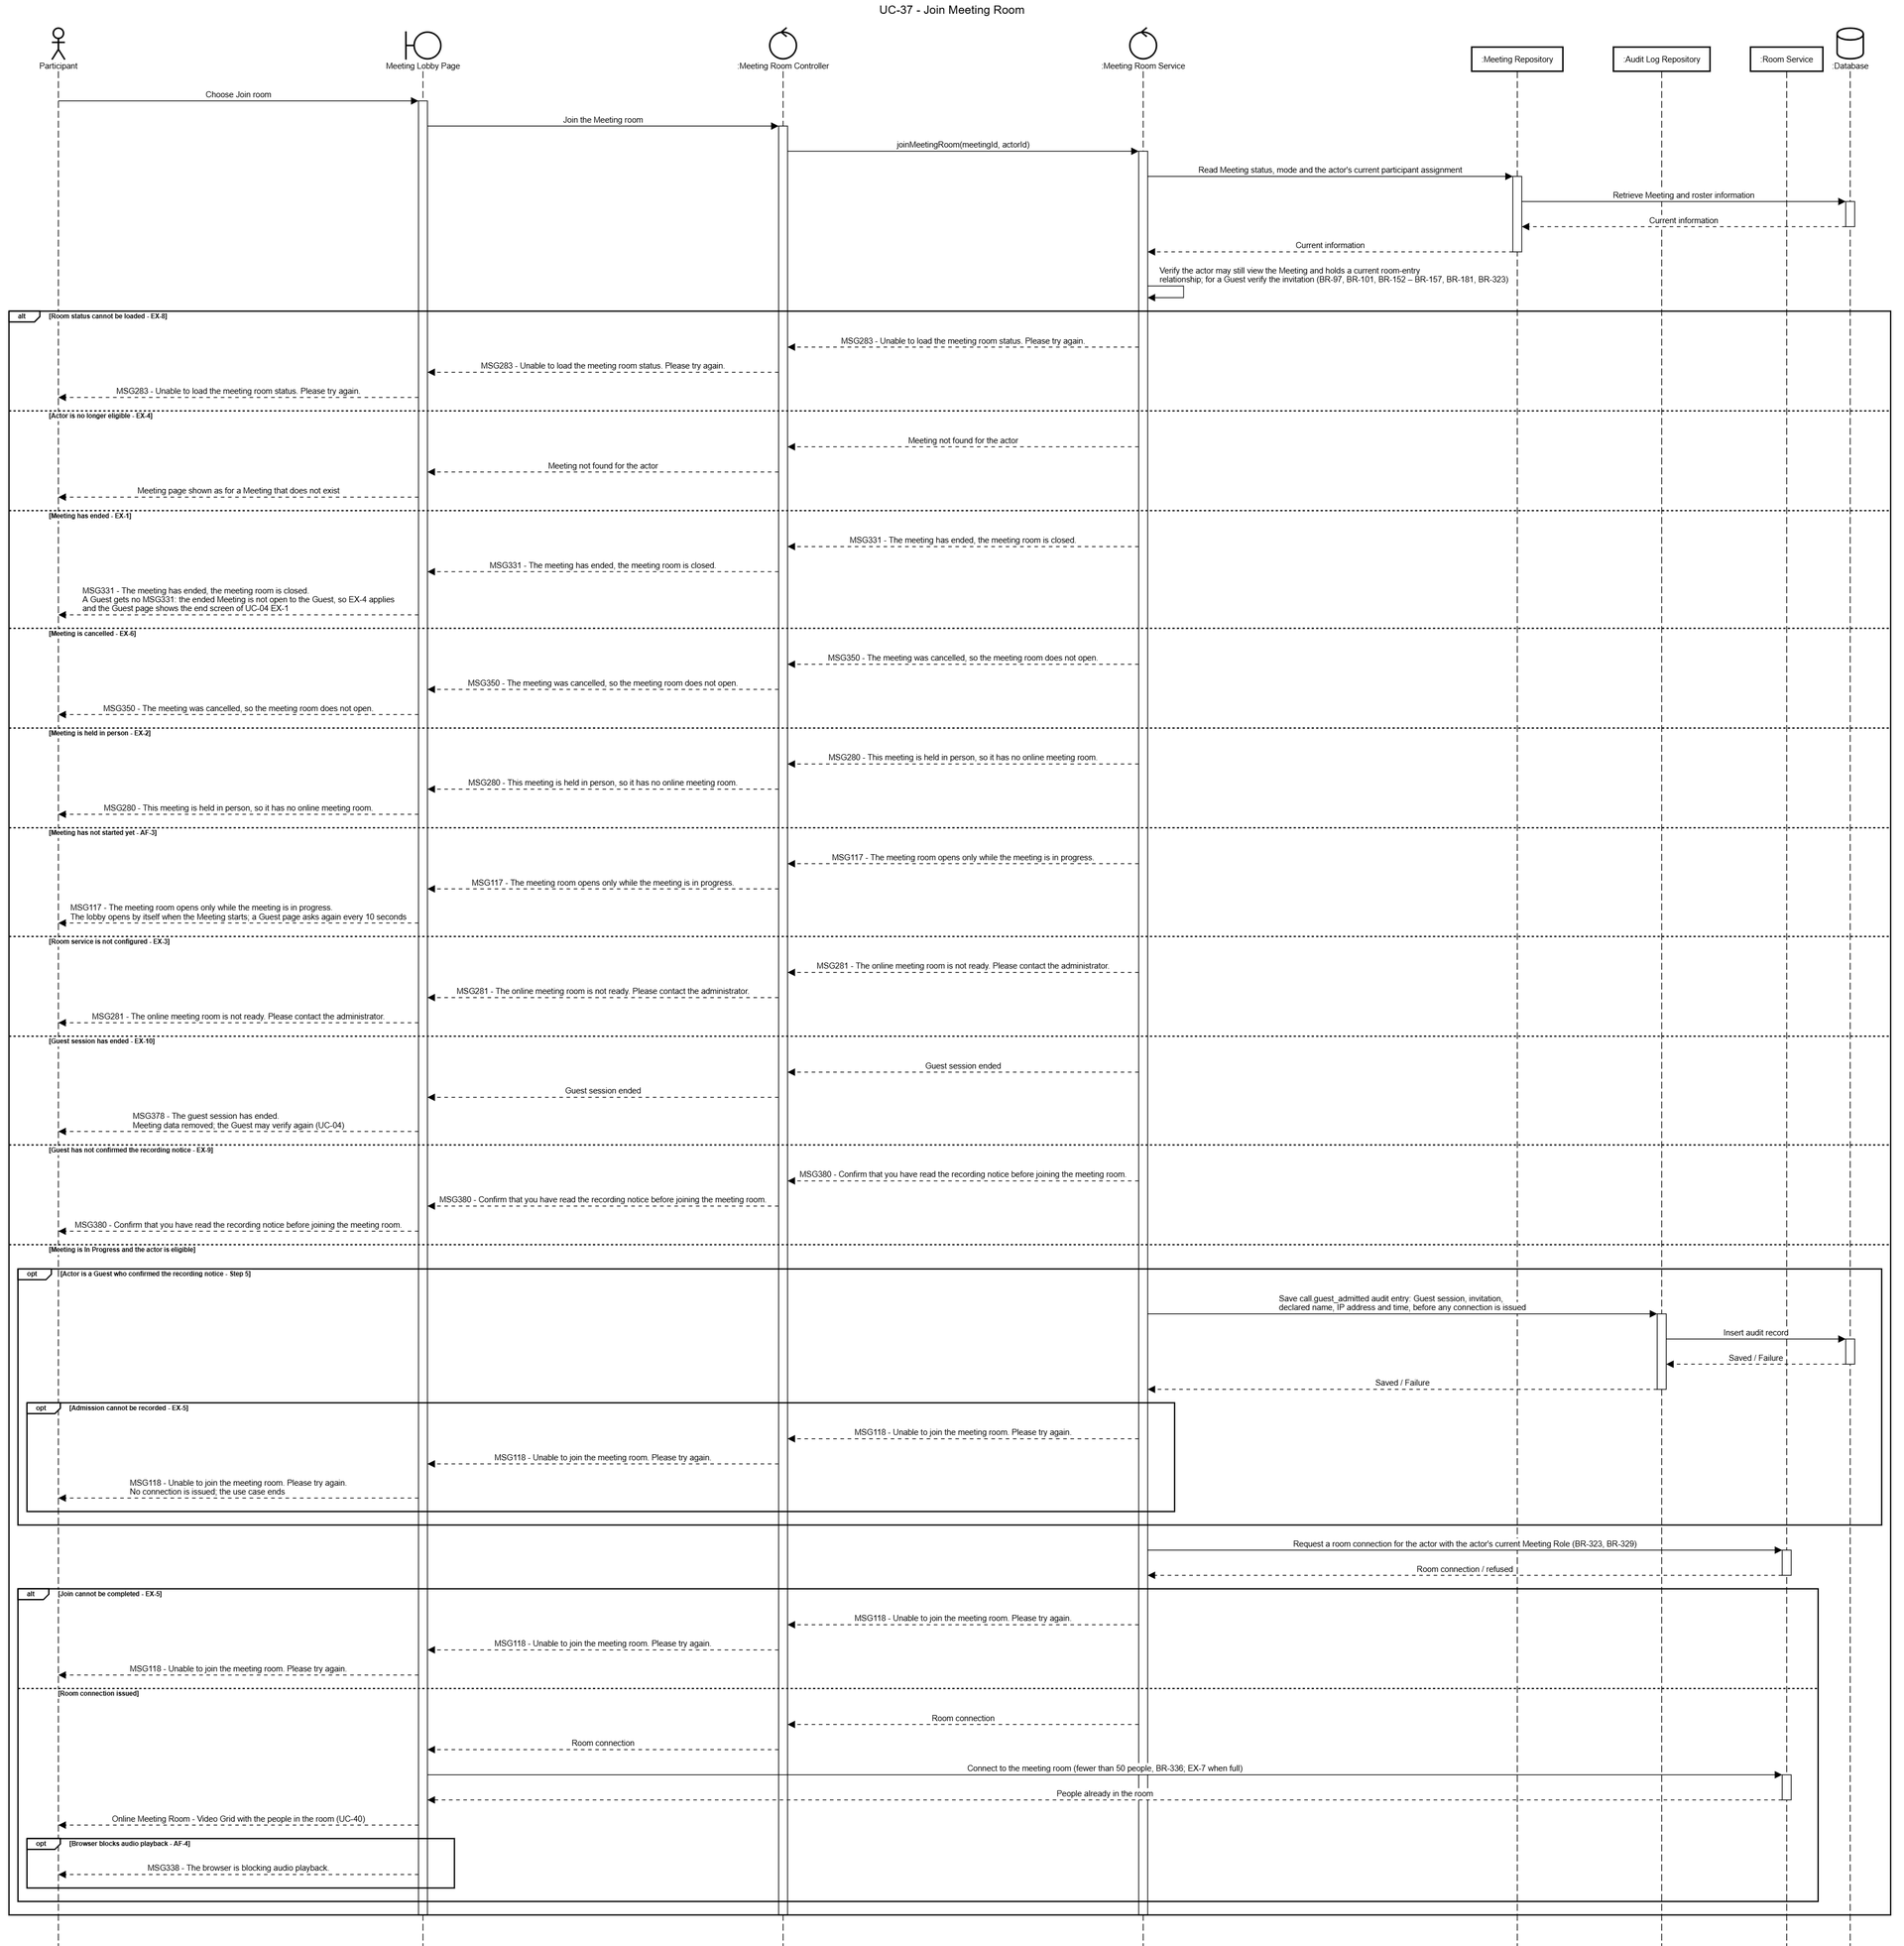 UC-37 - Join Meeting Room
Participant
Meeting Lobby Page
:Meeting Room Controller
:Meeting Room Service
:Meeting Repository
:Audit Log Repository
:Room Service
:Database
Choose Join room
Join the Meeting room
joinMeetingRoom(meetingId, actorId)
Read Meeting status, mode and the actor's current participant assignment
Retrieve Meeting and roster information
Current information
Current information
Verify the actor may still view the Meeting and holds a current room-entry
relationship; for a Guest verify the invitation (BR-97, BR-101, BR-152 – BR-157, BR-181, BR-323)
alt
[Room status cannot be loaded - EX-8]
MSG283 - Unable to load the meeting room status. Please try again.
MSG283 - Unable to load the meeting room status. Please try again.
MSG283 - Unable to load the meeting room status. Please try again.
[Actor is no longer eligible - EX-4]
Meeting not found for the actor
Meeting not found for the actor
Meeting page shown as for a Meeting that does not exist
[Meeting has ended - EX-1]
MSG331 - The meeting has ended, the meeting room is closed.
MSG331 - The meeting has ended, the meeting room is closed.
MSG331 - The meeting has ended, the meeting room is closed.
A Guest gets no MSG331: the ended Meeting is not open to the Guest, so EX-4 applies
and the Guest page shows the end screen of UC-04 EX-1
[Meeting is cancelled - EX-6]
MSG350 - The meeting was cancelled, so the meeting room does not open.
MSG350 - The meeting was cancelled, so the meeting room does not open.
MSG350 - The meeting was cancelled, so the meeting room does not open.
[Meeting is held in person - EX-2]
MSG280 - This meeting is held in person, so it has no online meeting room.
MSG280 - This meeting is held in person, so it has no online meeting room.
MSG280 - This meeting is held in person, so it has no online meeting room.
[Meeting has not started yet - AF-3]
MSG117 - The meeting room opens only while the meeting is in progress.
MSG117 - The meeting room opens only while the meeting is in progress.
MSG117 - The meeting room opens only while the meeting is in progress.
The lobby opens by itself when the Meeting starts; a Guest page asks again every 10 seconds
[Room service is not configured - EX-3]
MSG281 - The online meeting room is not ready. Please contact the administrator.
MSG281 - The online meeting room is not ready. Please contact the administrator.
MSG281 - The online meeting room is not ready. Please contact the administrator.
[Guest session has ended - EX-10]
Guest session ended
Guest session ended
MSG378 - The guest session has ended.
Meeting data removed; the Guest may verify again (UC-04)
[Guest has not confirmed the recording notice - EX-9]
MSG380 - Confirm that you have read the recording notice before joining the meeting room.
MSG380 - Confirm that you have read the recording notice before joining the meeting room.
MSG380 - Confirm that you have read the recording notice before joining the meeting room.
[Meeting is In Progress and the actor is eligible]
opt
[Actor is a Guest who confirmed the recording notice - Step 5]
Save call.guest_admitted audit entry: Guest session, invitation,
declared name, IP address and time, before any connection is issued
Insert audit record
Saved / Failure
Saved / Failure
opt
[Admission cannot be recorded - EX-5]
MSG118 - Unable to join the meeting room. Please try again.
MSG118 - Unable to join the meeting room. Please try again.
MSG118 - Unable to join the meeting room. Please try again.
No connection is issued; the use case ends
Request a room connection for the actor with the actor's current Meeting Role (BR-323, BR-329)
Room connection / refused
alt
[Join cannot be completed - EX-5]
MSG118 - Unable to join the meeting room. Please try again.
MSG118 - Unable to join the meeting room. Please try again.
MSG118 - Unable to join the meeting room. Please try again.
[Room connection issued]
Room connection
Room connection
Connect to the meeting room (fewer than 50 people, BR-336; EX-7 when full)
People already in the room
Online Meeting Room - Video Grid with the people in the room (UC-40)
opt
[Browser blocks audio playback - AF-4]
MSG338 - The browser is blocking audio playback.